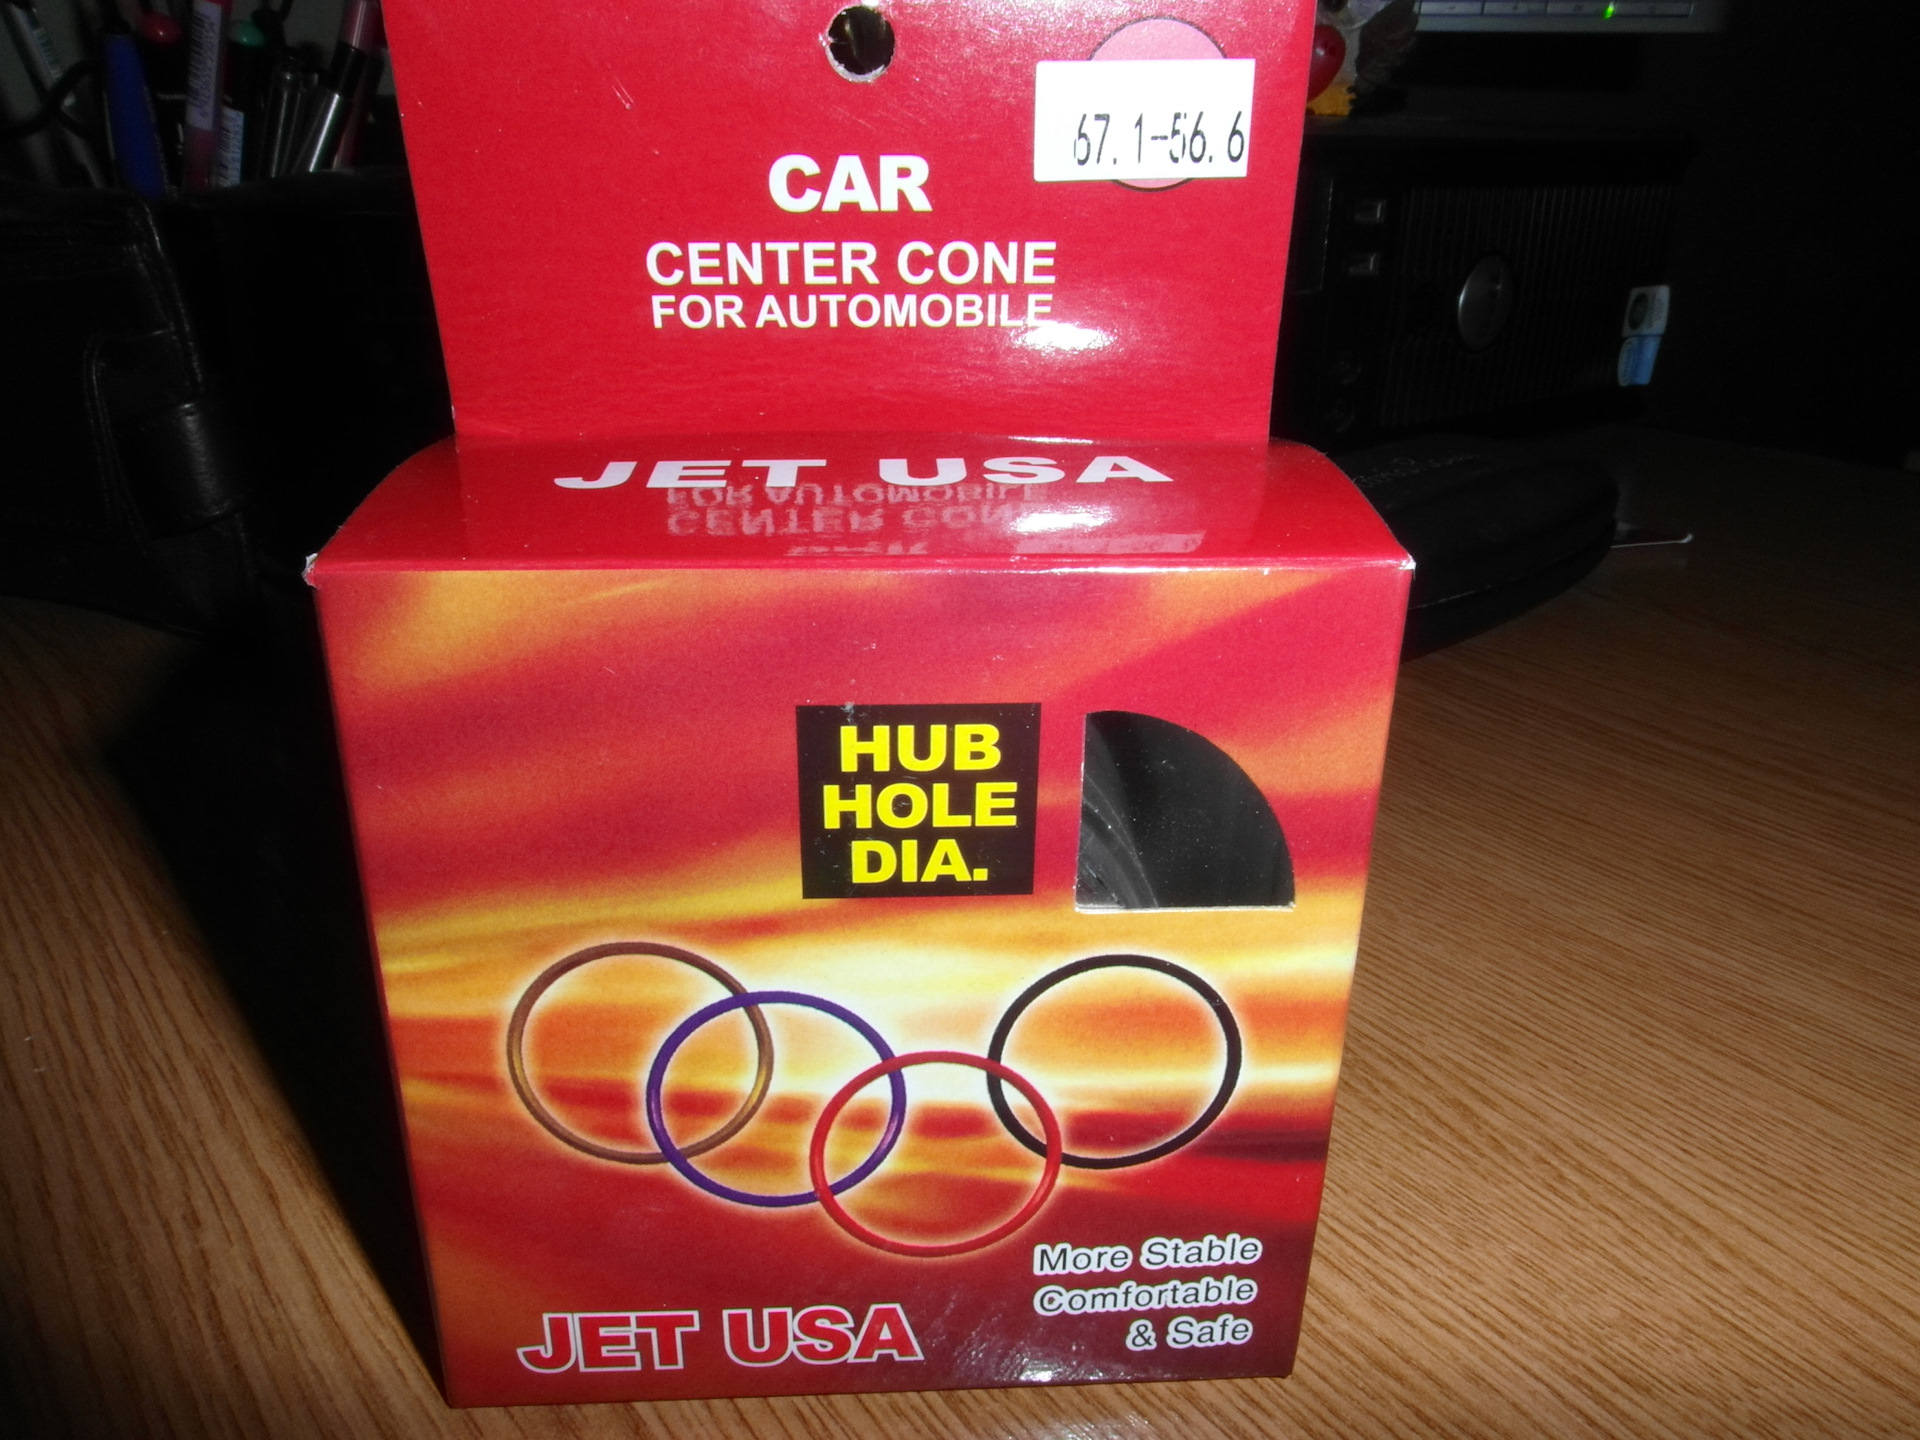 67.1-56.6
CAR
CENTER CONE
FOR AUTOMOBILE
JET USA
HUB
HOLE
DIA.
More Stable
Comfortable
& Safe
JET USA